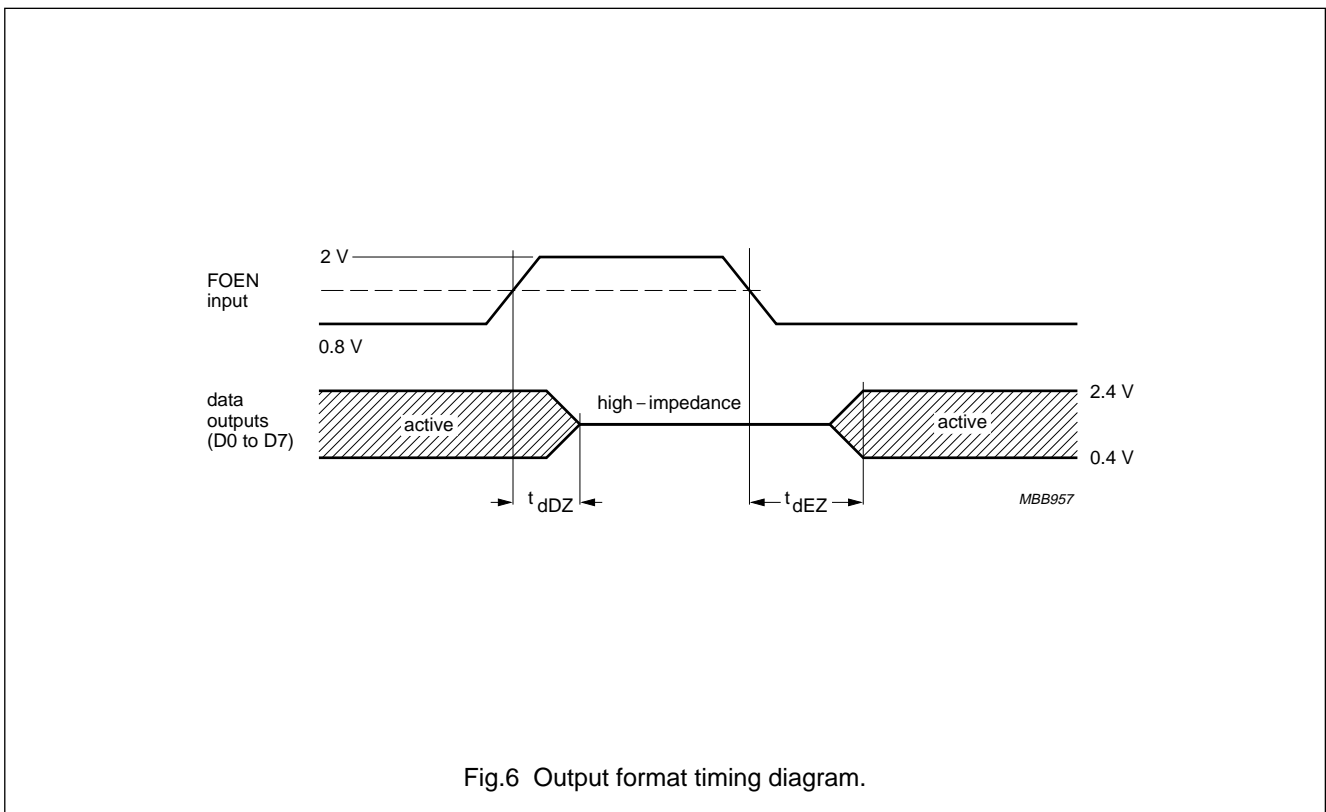 2 V
FOEN
input
0.8 V
data
outputs
(D0 to D7)
active
high – impedance
active
2.4 V
0.4 V
t dDZ
t dEZ
MBB957
Fig.6 Output format timing diagram.